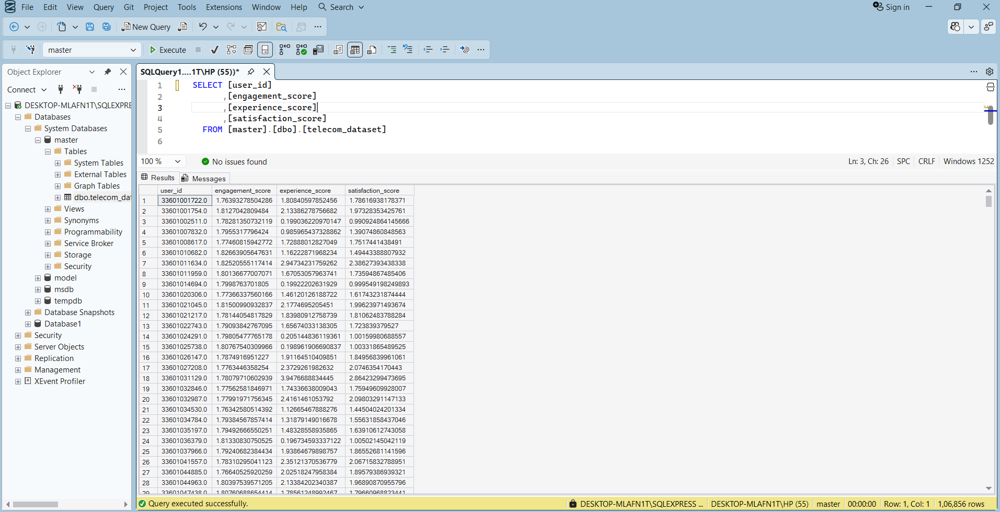 File Edit View Query Git Project Tools Extensions Window Help Search Sign in
New Query
master Execute
Object Explorer
SQLQuery1....1T\HP (55))*
Connect
DESKTOP-MLAFN1T\SQLEXPRE
Databases
System Databases
master
Tables
System Tables
External Tables
Graph Tables
dbo.telecom_dat
Views
Synonyms
Programmability
Service Broker
Storage
Security
model
msdb
tempdb
Database Snapshots
Database1
Security
Server Objects
Replication
Management
XEvent Profiler
1 SELECT [user_id]
2 ,[engagement_score]
3 ,[experience_score]
4 ,[satisfaction_score]
5 FROM [master].[dbo].[telecom_dataset]
6
100 % No issues found Ln: 3, Ch: 26 SPC CRLF Windows 1252
Results Messages
user_id engagement_score experience_score satisfaction_score
1 33601001722.0 1.76393278504286 1.80840597852456 1.78616938178371
2 33601001754.0 1.8127042809484 2.13386278756682 1.97328353425761
3 33601002511.0 1.78281350732119 0.199036220970147 0.990924864145666
4 33601007832.0 1.7955317796424 0.985965437328862 1.39074860848563
5 33601008617.0 1.77460815942772 1.72888012827049 1.7517441438491
6 33601010682.0 1.82663905647631 1.16222871968234 1.49443388807932
7 33601011634.0 1.82520555117414 2.94734231759262 2.38627393438338
8 33601011959.0 1.80136677007071 1.67053057963741 1.73594867485406
9 33601014694.0 1.7998763701805 0.19922202631929 0.999549198249893
10 33601020306.0 1.77366337560166 1.46120126188722 1.61743231874444
11 33601021045.0 1.81500990932837 2.1774695205451 1.99623971493674
12 33601021217.0 1.78144054817829 1.83980912758739 1.81062483788284
13 33601022743.0 1.79093842767095 1.65674033138305 1.723839379527
14 33601024291.0 1.79805477765178 0.205144836119361 1.00159980688557
15 33601025738.0 1.80767540309966 0.198961906690837 1.00331865489525
16 33601026147.0 1.7874916951227 1.91164510409851 1.84956839961061
17 33601027208.0 1.7763446358254 2.3729261982632 2.0746354170443
18 33601031129.0 1.78079710602939 3.9476688834445 2.86423299473695
19 33601032846.0 1.77562581846971 1.74336638009043 1.75949609928007
20 33601032987.0 1.77991971756345 2.4161461053792 2.09803291147133
21 33601034530.0 1.76342580514392 1.12665467888276 1.44504024201334
22 33601034784.0 1.79384567857414 1.31879149016678 1.55631858437046
23 33601035197.0 1.79492666550251 1.48328558935865 1.63910612743058
24 33601036379.0 1.81330830750525 0.196734593337122 1.00502145042119
25 33601037966.0 1.79240682384434 1.93864679898757 1.86552681141596
26 33601041557.0 1.78310295041123 2.35121370536779 2.06715832788951
27 33601044885.0 1.76640525920259 2.02518247958384 1.89579386939321
28 33601044963.0 1.80397539571205 2.13384202340387 1.96890870955796
29 33601047438.0 1.80760688654414 1.78561248992467 1.79660968823441
Query executed successfully. DESKTOP-MLAFN1T\SQLEXPRESS ... DESKTOP-MLAFN1T\HP (55) master 00:00:00 Row: 1, Col: 1 1,06,856 rows